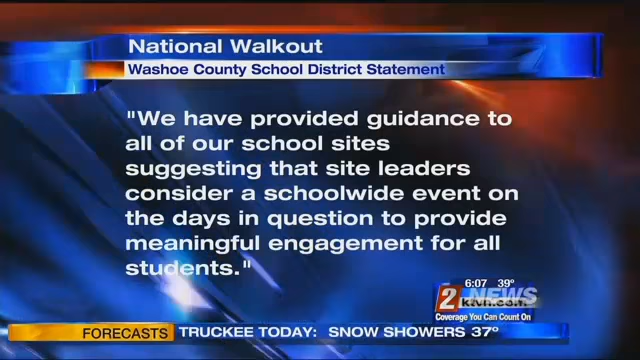 National Walkout
Washoe County School District Statement
"We have provided guidance to
all of our school sites
suggesting that site leaders
consider a schoolwide event on
the days in question to provide
meaningful engagement for all
students."
6:07 39°
2 NEWS
ktvn.com
Coverage You Can Count On
FORECASTS TRUCKEE TODAY: SNOW SHOWERS 37°